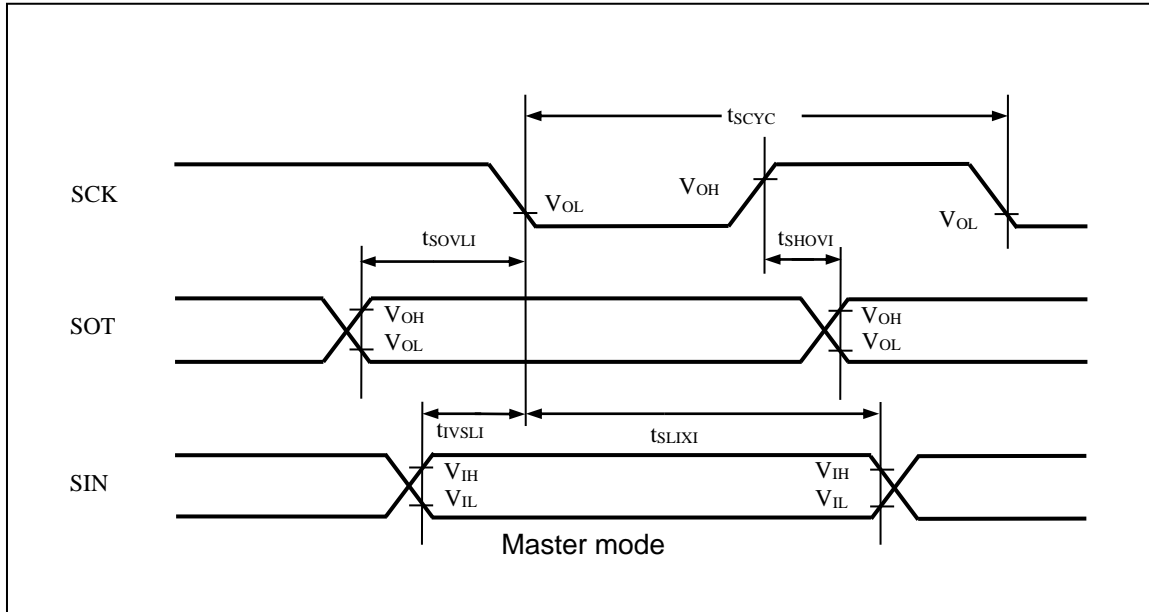 tSCYC
SCK
VOL
VOH
VOL
tSOVLI
tSHOVI
SOT
VOH
VOL
VOH
VOL
tIVSLI
tSLIXI
SIN
VIH
VIL
VIH
VIL
Master mode